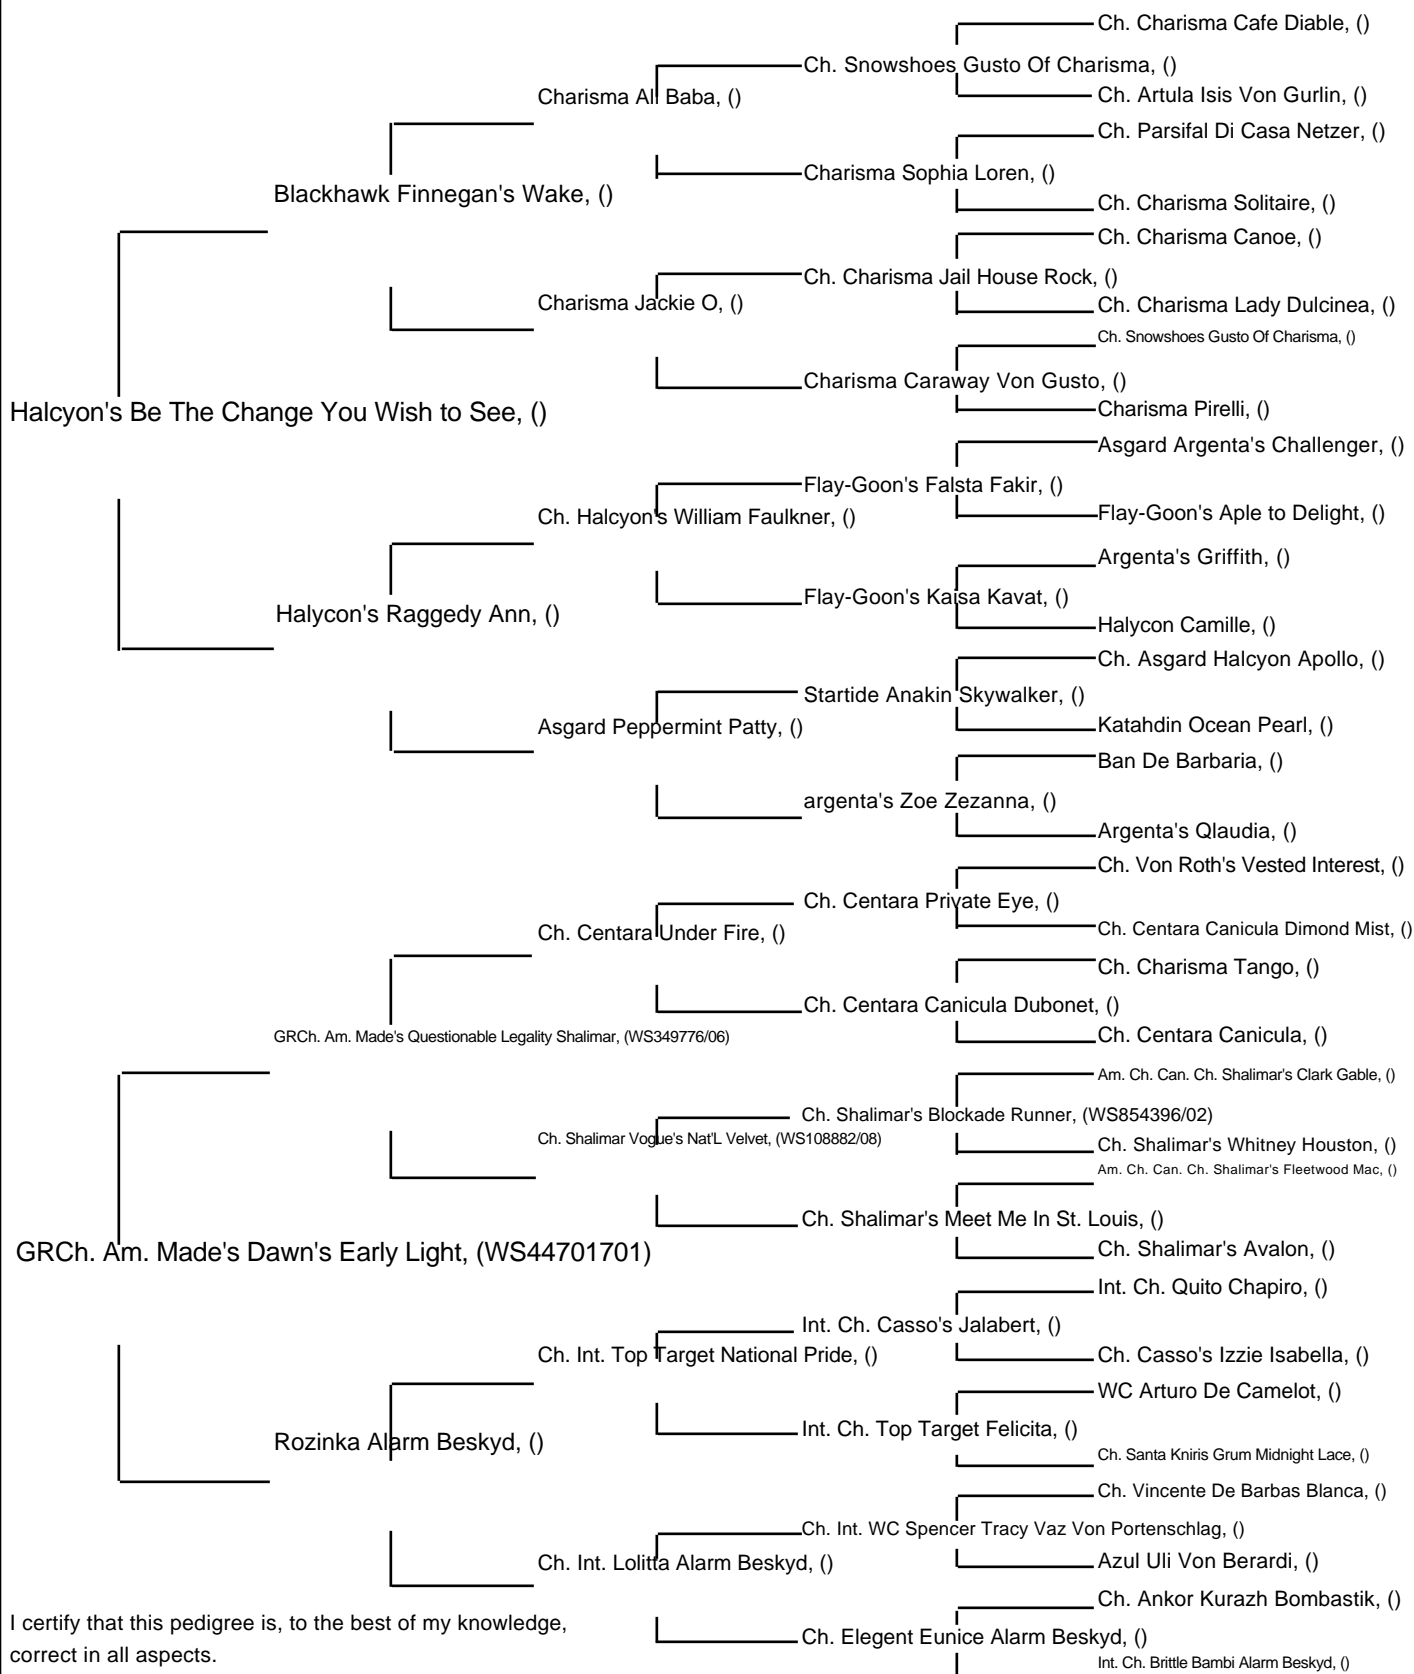 Ch. Charisma Cafe Diable, ()
Ch. Snowshoes Gusto Of Charisma, ()
Charisma Ali Baba, ()
Ch. Artula Isis Von Gurlin, ()
Ch. Parsifal Di Casa Netzer, ()
Charisma Sophia Loren, ()
Blackhawk Finnegan's Wake, ()
Ch. Charisma Solitaire, ()
Ch. Charisma Canoe, ()
Ch. Charisma Jail House Rock, ()
Charisma Jackie O, ()
Ch. Charisma Lady Dulcinea, ()
Ch. Snowshoes Gusto Of Charisma, ()
Charisma Caraway Von Gusto, ()
Halcyon's Be The Change You Wish to See, ()
Charisma Pirelli, ()
Asgard Argenta's Challenger, ()
Flay-Goon's Falsta Fakir, ()
Ch. Halcyon's William Faulkner, ()
Flay-Goon's Aple to Delight, ()
Argenta's Griffith, ()
Flay-Goon's Kaisa Kavat, ()
Halycon's Raggedy Ann, ()
Halycon Camille, ()
Ch. Asgard Halcyon Apollo, ()
Startide Anakin Skywalker, ()
Asgard Peppermint Patty, ()
Katahdin Ocean Pearl, ()
Ban De Barbaria, ()
argenta's Zoe Zezanna, ()
Argenta's Qlaudia, ()
Ch. Von Roth's Vested Interest, ()
Ch. Centara Private Eye, ()
Ch. Centara Under Fire, ()
Ch. Centara Canicula Dimond Mist, ()
Ch. Charisma Tango, ()
Ch. Centara Canicula Dubonet, ()
GRCh. Am. Made's Questionable Legality Shalimar, (WS349776/06)
Ch. Centara Canicula, ()
Am. Ch. Can. Ch. Shalimar's Clark Gable, ()
Ch. Shalimar's Blockade Runner, (WS854396/02)
Ch. Shalimar Vogue's Nat'L Velvet, (WS108882/08)
Ch. Shalimar's Whitney Houston, ()
Am. Ch. Can. Ch. Shalimar's Fleetwood Mac, ()
Ch. Shalimar's Meet Me In St. Louis, ()
GRCh. Am. Made's Dawn's Early Light, (WS44701701)
Ch. Shalimar's Avalon, ()
Int. Ch. Quito Chapiro, ()
Int. Ch. Casso's Jalabert, ()
Ch. Int. Top Target National Pride, ()
Ch. Casso's Izzie Isabella, ()
WC Arturo De Camelot, ()
Int. Ch. Top Target Felicita, ()
Rozinka Alarm Beskyd, ()
Ch. Santa Kniris Grum Midnight Lace, ()
Ch. Vincente De Barbas Blanca, ()
Ch. Int. WC Spencer Tracy Vaz Von Portenschlag, ()
Ch. Int. Lolitta Alarm Beskyd, ()
Azul Uli Von Berardi, ()
Ch. Ankor Kurazh Bombastik, ()
I certify that this pedigree is, to the best of my knowledge,
Ch. Elegent Eunice Alarm Beskyd, ()
correct in all aspects.
Int. Ch. Brittle Bambi Alarm Beskyd, ()